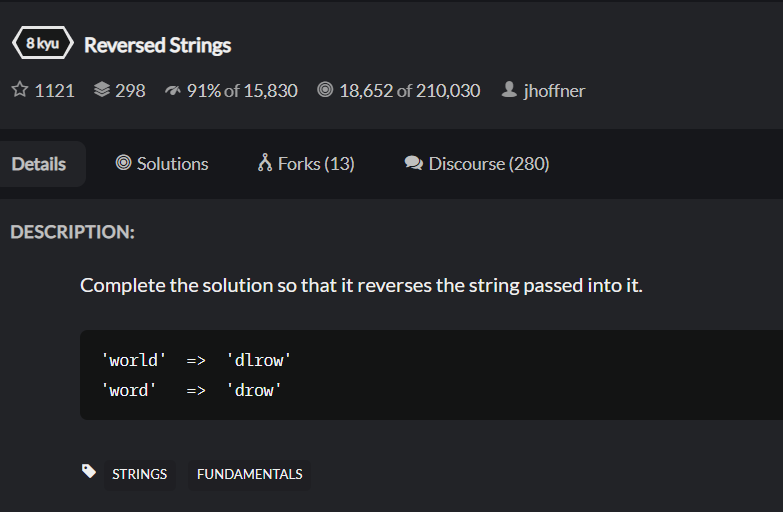 8 kyu Reversed Strings
1121 298 91% of 15,830 18,652 of 210,030 jhoffner
Details Solutions Forks (13) Discourse (280)
DESCRIPTION:
Complete the solution so that it reverses the string passed into it.
'world'  =>  'dlrow'
'word'   =>  'drow'
STRINGS FUNDAMENTALS